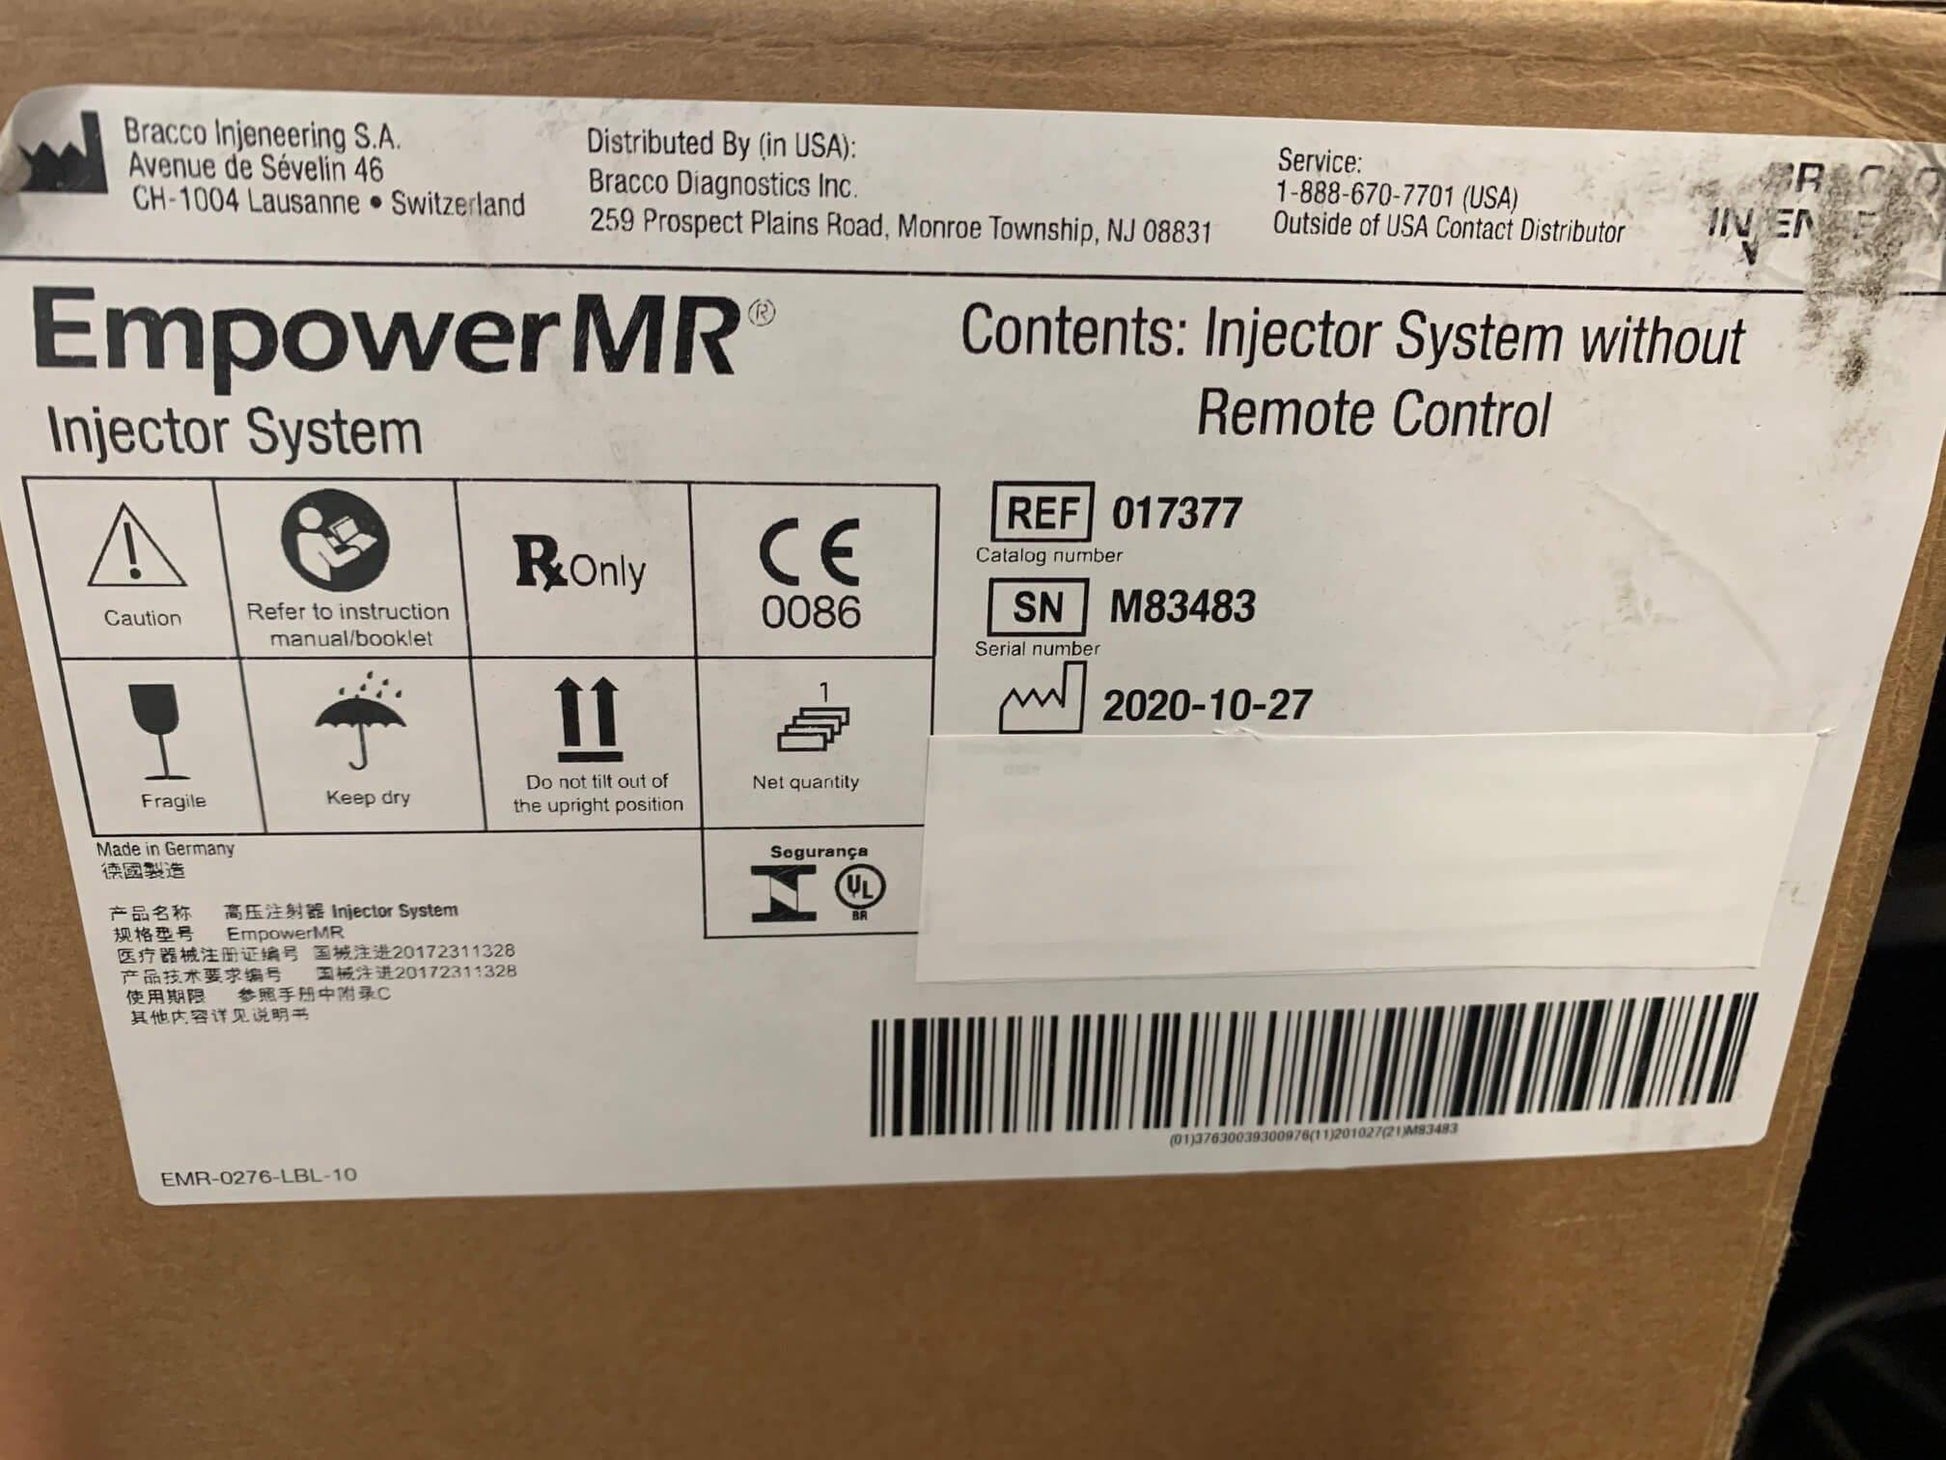 Bracco Injeneering S.A.
Avenue de Sévelin 46
CH-1004 Lausanne • Switzerland
Distributed By (in USA):
Bracco Diagnostics Inc.
259 Prospect Plains Road, Monroe Township, NJ 08831
Service:
1-888-670-7701 (USA)
Outside of USA Contact Distributor
EmpowerMR®
Injector System
Contents: Injector System without
Remote Control
Caution
Refer to instruction
manual/booklet
Rx Only
CE
0086
Fragile
Keep dry
Do not tilt out of
the upright position
1
Net quantity
Segurança
UL
BR
REF 017377
Catalog number
SN M83483
Serial number
2020-10-27
Made in Germany
德國製造
产品名称 高压注射器 Injector System
规格型号 EmpowerMR
医疗器械注册证编号 国械注进20172311328
产品技术要求编号 国械注进20172311328
使用期限 参照手册中附录C
其他内容详见说明书
(01)37630039300976(11)201027(21)M83483
EMR-0276-LBL-10